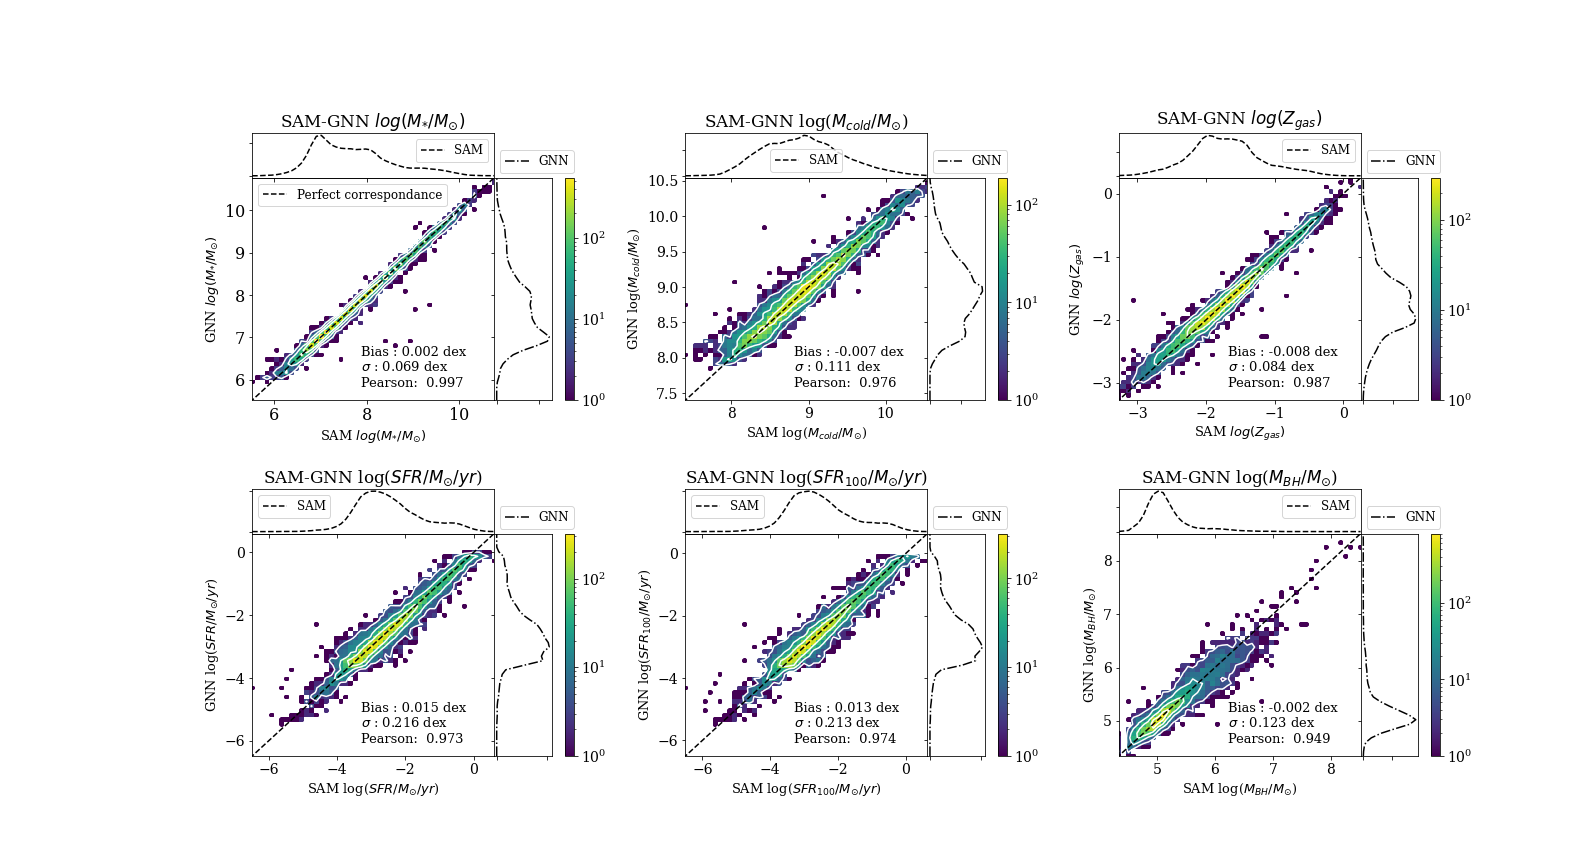 SAM-GNN log(M*/M⊙)
SAM
GNN
Perfect correspondance
10
9
8
7
6
GNN log(M*/M⊙)
Bias : 0.002 dex
σ : 0.069 dex
Pearson: 0.997
6 8 10
SAM log(M*/M⊙)
10²
10¹
10⁰
SAM-GNN log(M_cold/M⊙)
SAM
GNN
10.5
10.0
9.5
9.0
8.5
8.0
7.5
GNN log(M_cold/M⊙)
Bias : -0.007 dex
σ : 0.111 dex
Pearson: 0.976
8 9 10
SAM log(M_cold/M⊙)
10²
10¹
10⁰
SAM-GNN log(Z_gas)
SAM
GNN
0
−1
−2
−3
GNN log(Z_gas)
Bias : -0.008 dex
σ : 0.084 dex
Pearson: 0.987
−3 −2 −1 0
SAM log(Z_gas)
10²
10¹
10⁰
SAM-GNN log(SFR/M⊙/yr)
SAM
GNN
0
−2
−4
−6
GNN log(SFR/M⊙/yr)
Bias : 0.015 dex
σ : 0.216 dex
Pearson: 0.973
−6 −4 −2 0
SAM log(SFR/M⊙/yr)
10²
10¹
10⁰
SAM-GNN log(SFR₁₀₀/M⊙/yr)
SAM
GNN
0
−2
−4
−6
GNN log(SFR₁₀₀/M⊙/yr)
Bias : 0.013 dex
σ : 0.213 dex
Pearson: 0.974
−6 −4 −2 0
SAM log(SFR₁₀₀/M⊙/yr)
10²
10¹
10⁰
SAM-GNN log(M_BH/M⊙)
SAM
GNN
8
7
6
5
GNN log(M_BH/M⊙)
Bias : -0.002 dex
σ : 0.123 dex
Pearson: 0.949
5 6 7 8
SAM log(M_BH/M⊙)
10²
10¹
10⁰